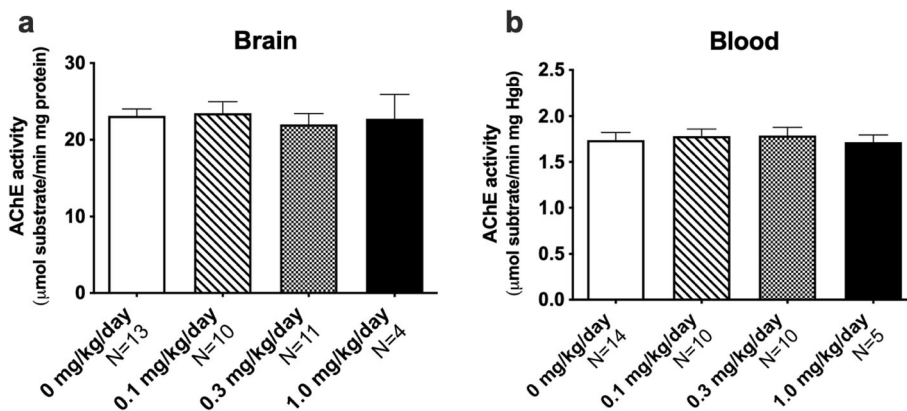 a
Brain
AChE activity
(μmol substrate/min mg protein)
30
20
10
0
0 mg/kg/day
N=13
0.1 mg/kg/day
N=10
0.3 mg/kg/day
N=11
1.0 mg/kg/day
N=4
b
Blood
AChE activity
(μmol subtrate/min mg Hgb)
2.5
2.0
1.5
1.0
0.5
0.0
0 mg/kg/day
N=14
0.1 mg/kg/day
N=10
0.3 mg/kg/day
N=10
1.0 mg/kg/day
N=5